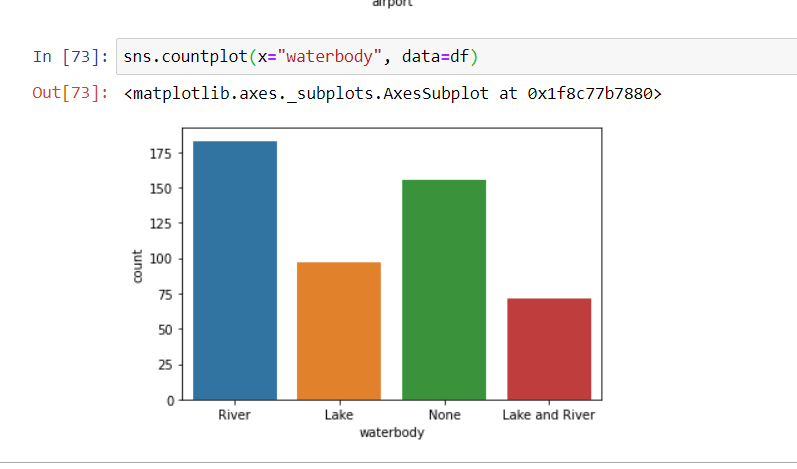 airport
In [73]: sns.countplot(x="waterbody", data=df)
Out[73]: <matplotlib.axes._subplots.AxesSubplot at 0x1f8c77b7880>
175
150
125
100
75
50
25
0
count
River Lake None Lake and River
waterbody